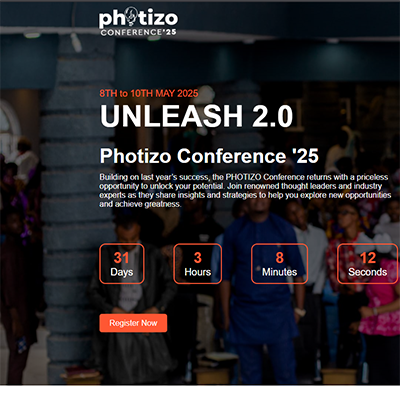 photizo
CONFERENCE'25
8TH to 10TH MAY 2025
UNLEASH 2.0
Photizo Conference '25
Building on last year's success, the PHOTIZO Conference returns with a priceless
opportunity to unlock your potential. Join renowned thought leaders and industry
experts as they share insights and strategies to help you explore new opportunities
and achieve greatness.
31 3 8 12
Days Hours Minutes Seconds
Register Now